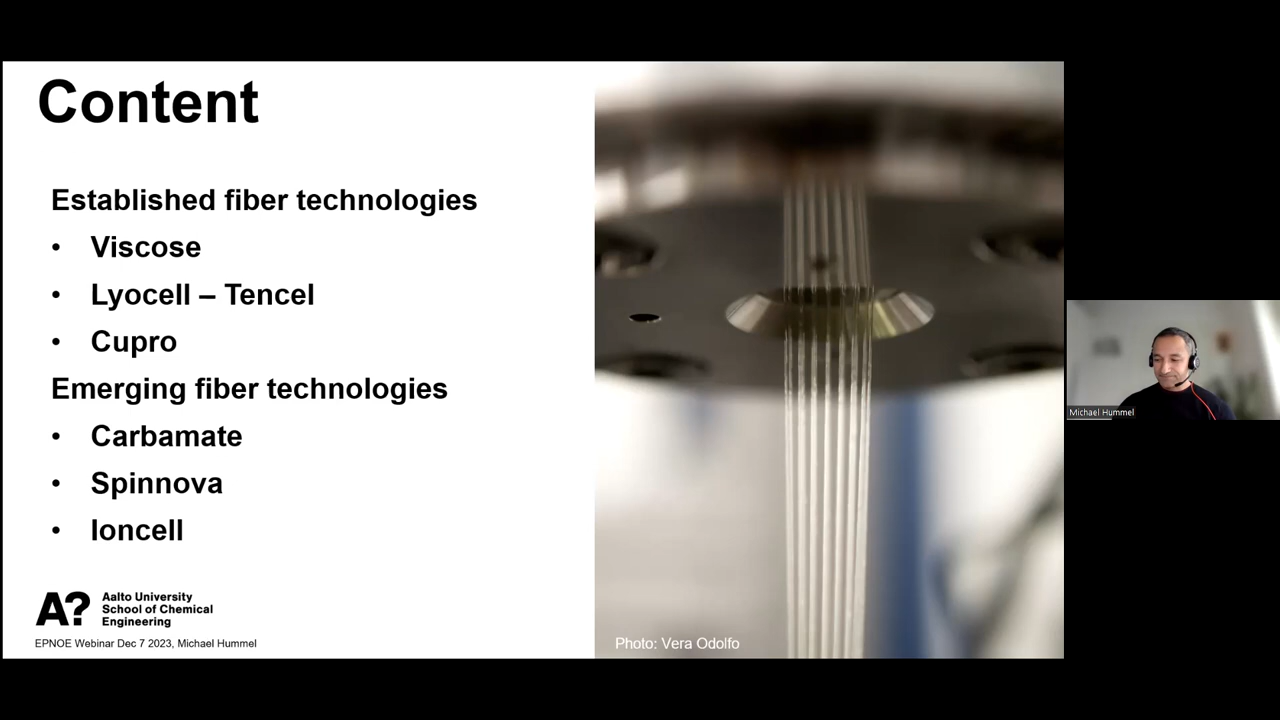 Content
Established fiber technologies
• Viscose
• Lyocell – Tencel
• Cupro
Emerging fiber technologies
• Carbamate
• Spinnova
• Ioncell
A?
Aalto University
School of Chemical
Engineering
EPNOE Webinar Dec 7 2023, Michael Hummel
Photo: Vera Odolfo
Michael Hummel